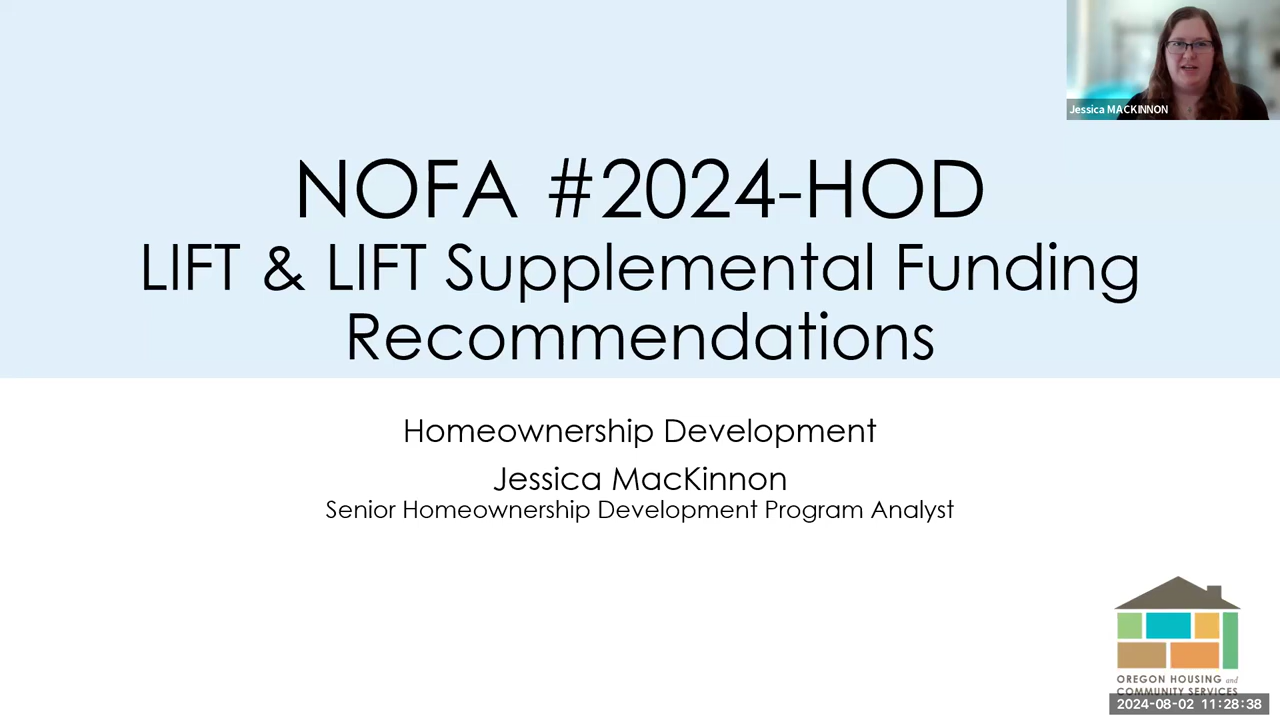 Jessica MACKINNON
NOFA #2024-HOD
LIFT & LIFT Supplemental Funding
Recommendations
Homeownership Development
Jessica MacKinnon
Senior Homeownership Development Program Analyst
OREGON HOUSING and
COMMUNITY SERVICES
2024-08-02 11:28:38